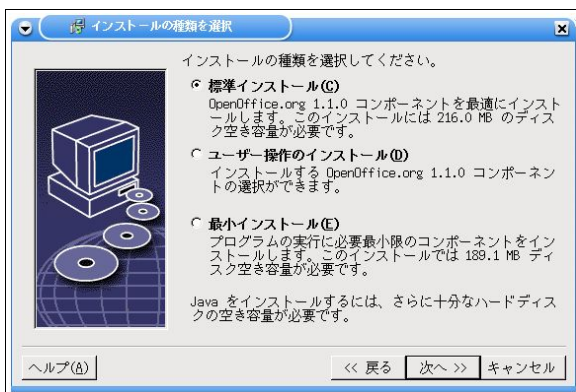 インストールの種類を選択
インストールの種類を選択してください。
標準インストール(C)
OpenOffice.org 1.1.0 コンポーネントを最適にインスト
ールします。このインストールには 216.0 MB のディス
ク空き容量が必要です。
ユーザー操作のインストール(D)
インストールする OpenOffice.org 1.1.0 コンポーネン
トの選択ができます。
最小インストール(E)
プログラムの実行に必要最小限のコンポーネントをイン
ストールします。このインストールでは 189.1 MB ディ
スク空き容量が必要です。
Java をインストールするには、さらに十分なハードディス
クの空き容量が必要です。
ヘルプ(A) << 戻る 次へ >> キャンセル